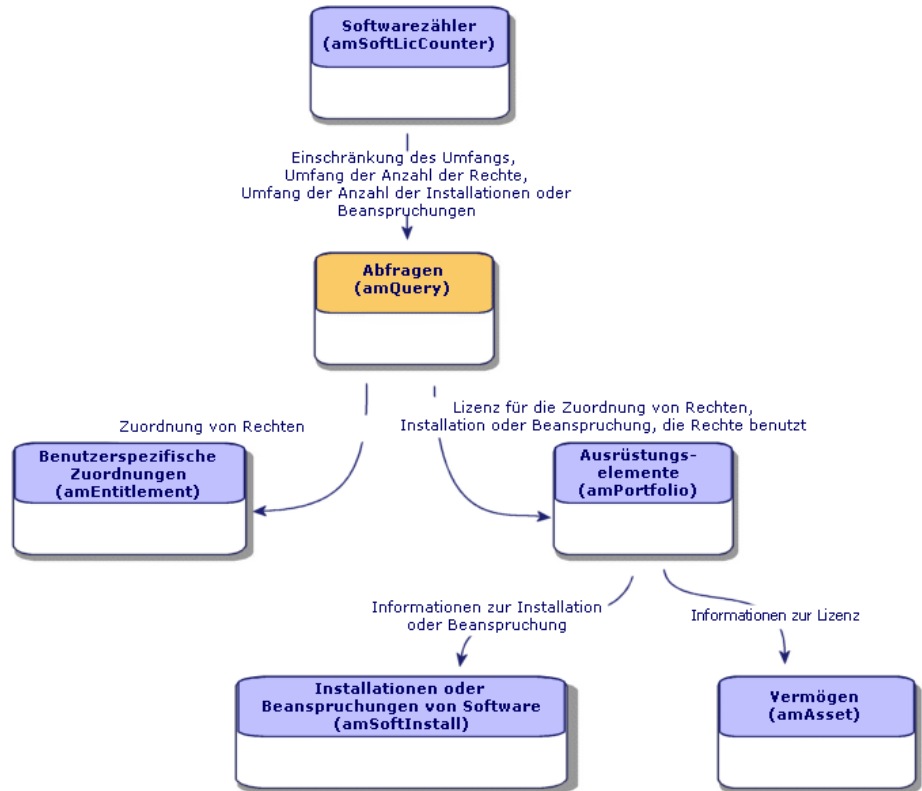 Softwarezähler
(amSoftLicCounter)
Einschränkung des Umfangs,
Umfang der Anzahl der Rechte,
Umfang der Anzahl der Installationen oder
Beanspruchungen
Abfragen
(amQuery)
Zuordnung von Rechten
Lizenz für die Zuordnung von Rechten,
Installation oder Beanspruchung, die Rechte benutzt
Benutzerspezifische
Zuordnungen
(amEntitlement)
Ausrüstungs-
elemente
(amPortfolio)
Informationen zur Installation
oder Beanspruchung
Informationen zur Lizenz
Installationen oder
Beanspruchungen von Software
(amSoftInstall)
Vermögen
(amAsset)